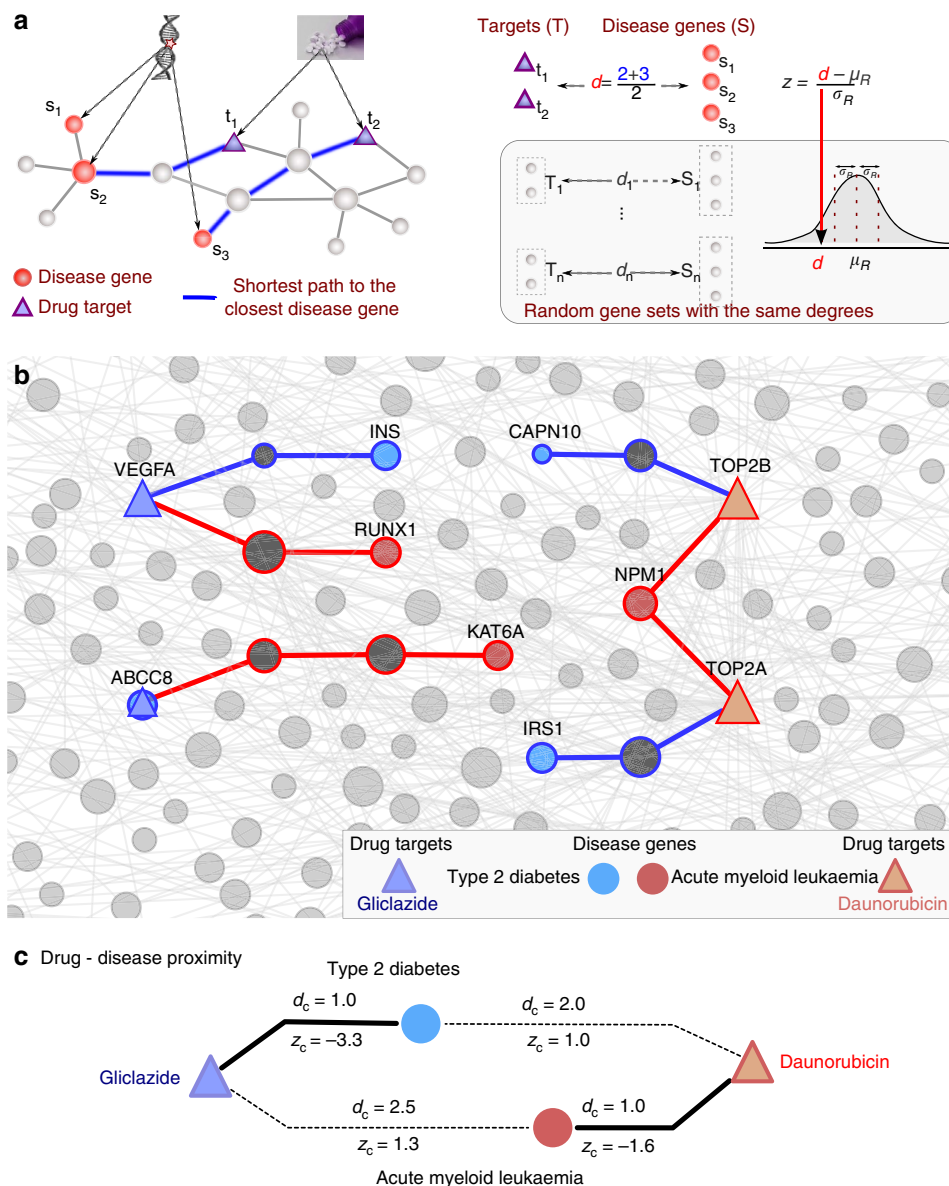 a
s1
s2
s3
t1
t2
Disease gene
Drug target
Shortest path to the
closest disease gene
Targets (T)
Disease genes (S)
t1
t2
d= 2+3
2
s1
s2
s3
z = d − μR
σR
T1
d1
S1
...
Tn
dn
Sn
σR σR
d
μR
Random gene sets with the same degrees
b
INS
VEGFA
RUNX1
KAT6A
ABCC8
CAPN10
TOP2B
NPM1
TOP2A
IRS1
Drug targets
Disease genes
Drug targets
Type 2 diabetes
Acute myeloid leukaemia
Gliclazide
Daunorubicin
c Drug - disease proximity
Type 2 diabetes
dc = 1.0
zc = –3.3
dc = 2.0
zc = 1.0
Gliclazide
Daunorubicin
dc = 2.5
zc = 1.3
dc = 1.0
zc = –1.6
Acute myeloid leukaemia